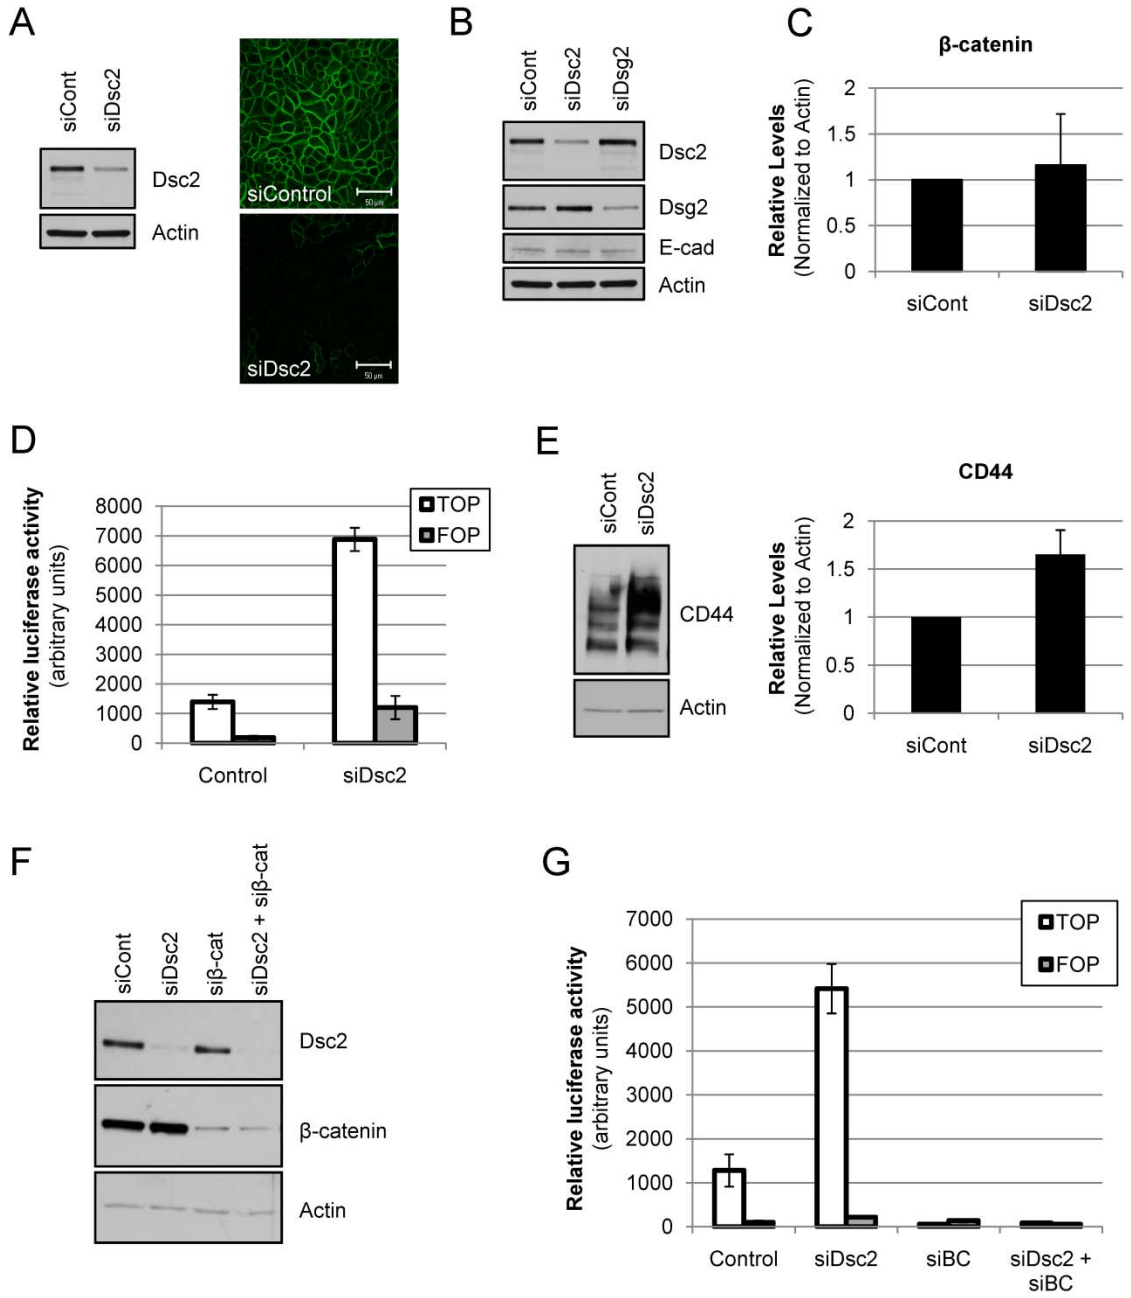 A
siCont
siDsc2
Dsc2
Actin
siControl
50 µm
siDsc2
50 µm
B
siCont
siDsc2
siDsg2
Dsc2
Dsg2
E-cad
Actin
C
β-catenin
Relative Levels
(Normalized to Actin)
2
1.5
1
0.5
0
siCont
siDsc2
D
Relative luciferase activity
(arbitrary units)
8000
7000
6000
5000
4000
3000
2000
1000
0
TOP
FOP
Control
siDsc2
E
siCont
siDsc2
CD44
Actin
CD44
Relative Levels
(Normalized to Actin)
2
1.5
1
0.5
0
siCont
siDsc2
F
siCont
siDsc2
siβ-cat
siDsc2 + siβ-cat
Dsc2
β-catenin
Actin
G
Relative luciferase activity
(arbitrary units)
7000
6000
5000
4000
3000
2000
1000
0
TOP
FOP
Control
siDsc2
siBC
siDsc2 +
siBC